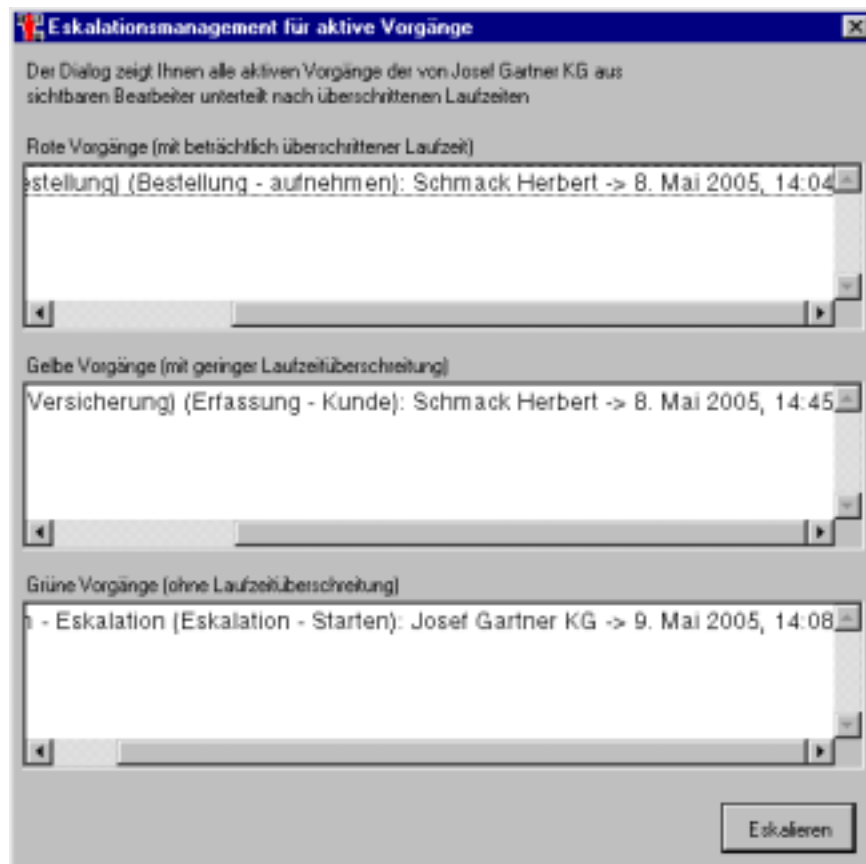 Eskalationsmanagement für aktive Vorgänge
Der Dialog zeigt Ihnen alle aktiven Vorgänge der von Josef Gartner KG aus
sichtbaren Bearbeiter unterteilt nach überschrittenen Laufzeiten
Rote Vorgänge (mit beträchtlich überschrittener Laufzeit)
estellung) (Bestellung - aufnehmen): Schmack Herbert -> 8. Mai 2005, 14:04
Gelbe Vorgänge (mit geringer Laufzeitüberschreitung)
Versicherung) (Erfassung - Kunde): Schmack Herbert -> 8. Mai 2005, 14:45
Grüne Vorgänge (ohne Laufzeitüberschreitung)
n - Eskalation (Eskalation - Starten): Josef Gartner KG -> 9. Mai 2005, 14:08
Eskalieren